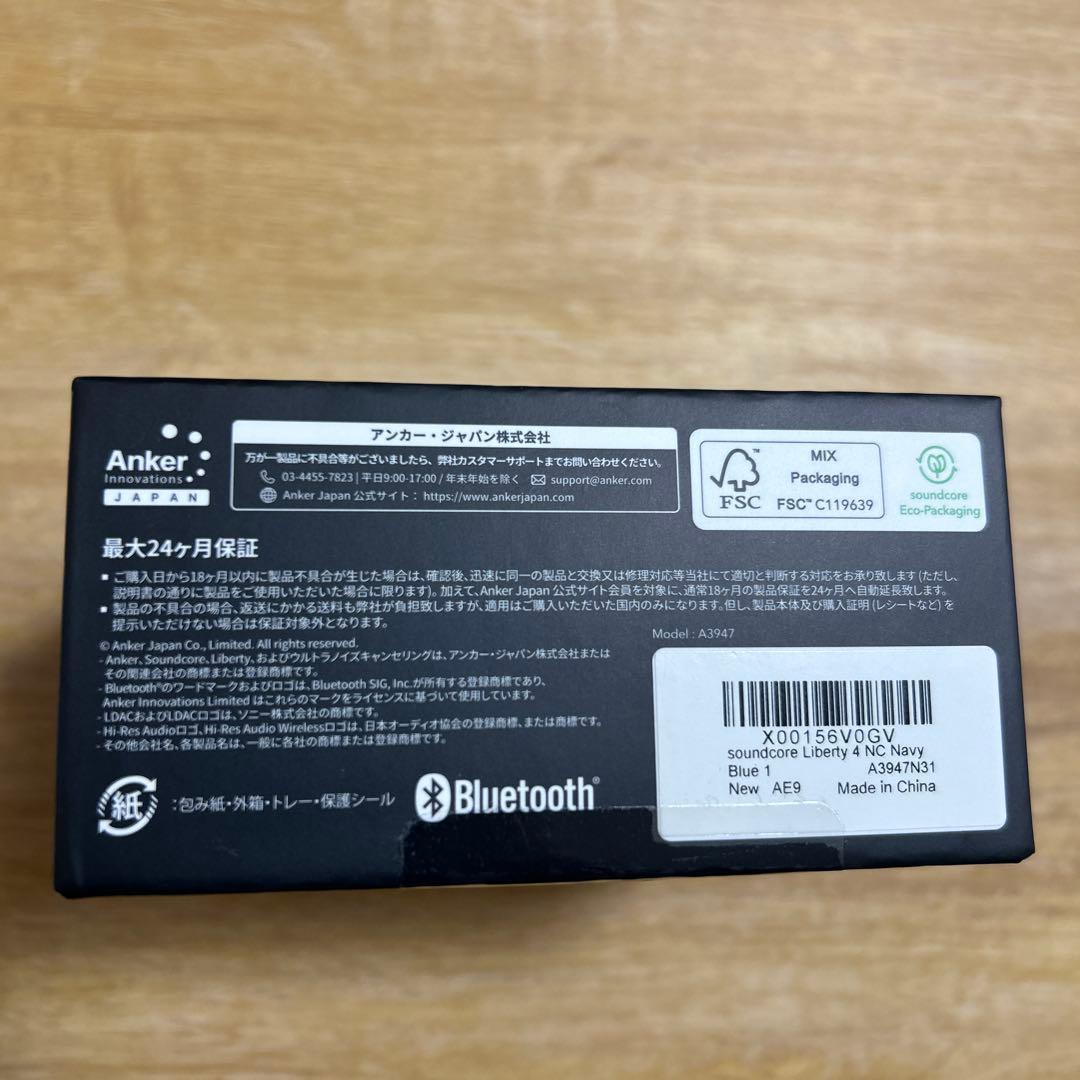 Anker
Innovations
JAPAN
アンカー・ジャパン株式会社
万が一製品に不具合等がございましたら、弊社カスタマーサポートまでお問い合わせください。
03-4455-7823 | 平日9:00-17:00 / 年末年始を除く support@anker.com
Anker Japan 公式サイト: https://www.ankerjapan.com
FSC™
MIX
Packaging
FSC™ C119639
soundcore
Eco-Packaging
最大24ヶ月保証
▪ ご購入日から18ヶ月以内に製品不具合が生じた場合は、確認後、迅速に同一の製品と交換又は修理対応等当社にて適切と判断する対応をお承り致します(ただし、
説明書の通りに製品をご使用いただいた場合に限ります)。加えて、Anker Japan 公式サイト会員を対象に、通常18ヶ月の製品保証を24ヶ月へ自動延長致します。
▪ 製品の不具合の場合、返送にかかる送料も弊社が負担致しますが、適用はご購入いただいた国内のみになります。但し、製品本体及び購入証明(レシートなど)を
提示いただけない場合は保証対象外となります。
Model : A3947
© Anker Japan Co., Limited. All rights reserved.
- Anker、Soundcore、Liberty、およびウルトラノイズキャンセリングは、アンカー・ジャパン株式会社または
その関連会社の商標または登録商標です。
- Bluetooth®のワードマークおよびロゴは、Bluetooth SIG, Inc.が所有する登録商標であり、
Anker Innovations Limited はこれらのマークをライセンスに基づいて使用しています。
- LDACおよびLDACロゴは、ソニー株式会社の商標です。
- Hi-Res Audioロゴ、Hi-Res Audio Wirelessロゴは、日本オーディオ協会の登録商標、または商標です。
- その他会社名、各製品名は、一般に各社の商標または登録商標です。
紙 :包み紙・外箱・トレー・保護シール
Bluetooth®
X00156V0GV
soundcore Liberty 4 NC Navy
Blue 1 A3947N31
New AE9 Made in China